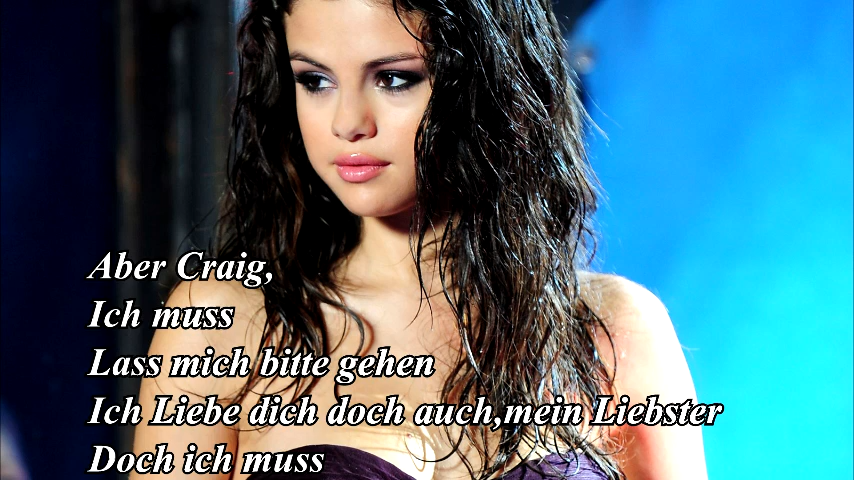 Aber Craig,
Ich muss
Lass mich bitte gehen
Ich Liebe dich doch auch,mein Liebster
Doch ich muss